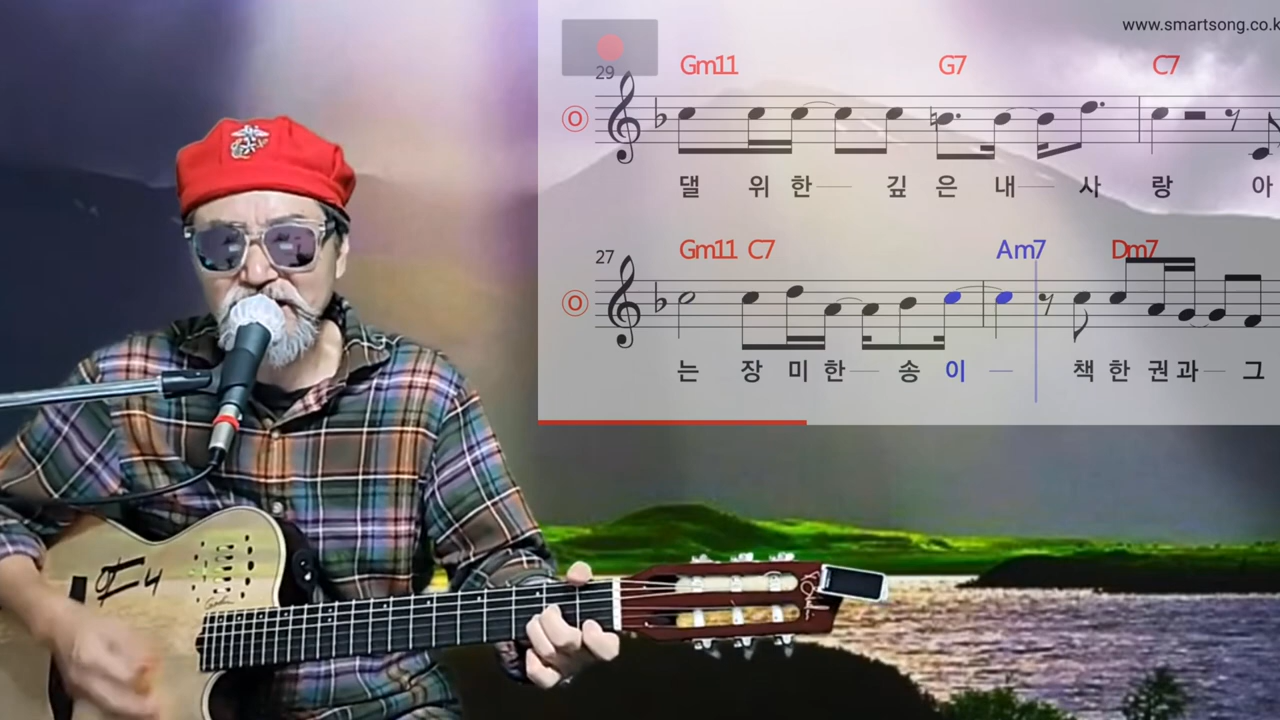 www.smartsong.co.k
29
Gm11 G7 C7
O
댈 위 한 깊 은 내 사 랑 아
27
Gm11 C7 Am7 Dm7
O
는 장 미 한 송 이 책 한 권 과 그